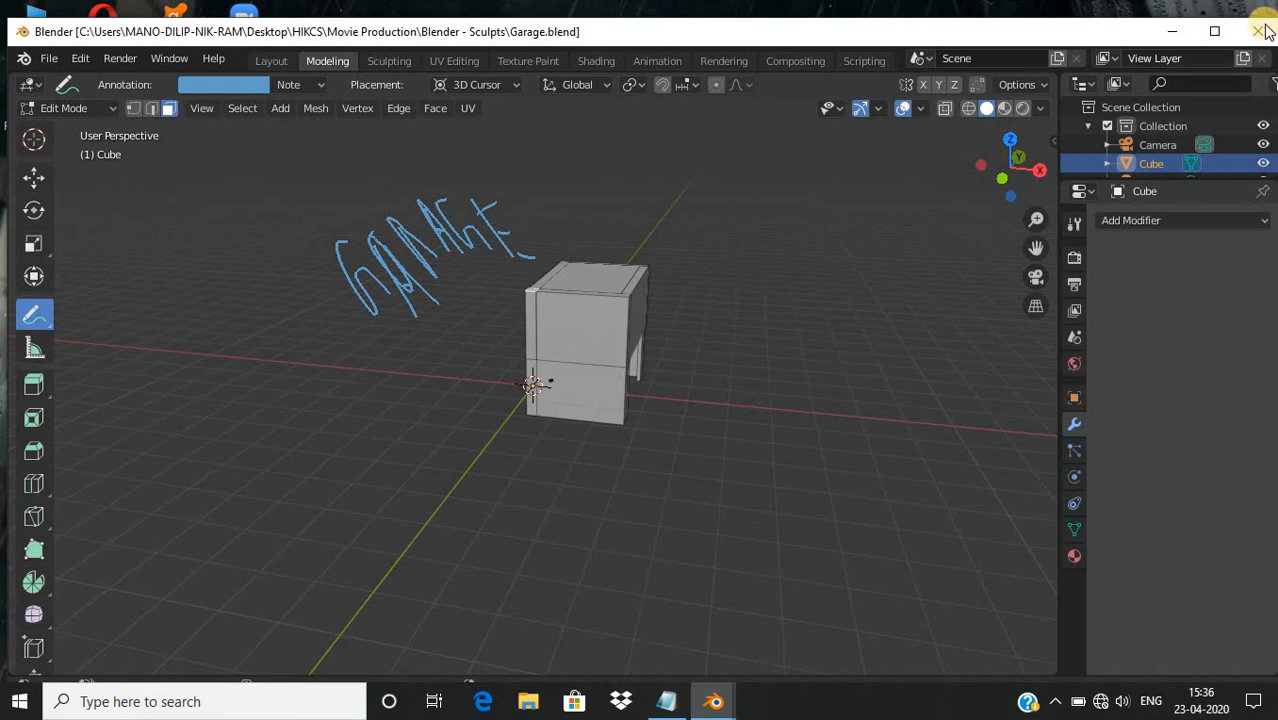 Blender [C:\Users\MANO-DILIP-NIK-RAM\Desktop\HIKCS\Movie Production\Blender - Sculpts\Garage.blend]
File Edit Render Window Help Layout Modeling Sculpting UV Editing Texture Paint Shading Animation Rendering Compositing Scripting Scene View Layer
Annotation: Note Placement: 3D Cursor Global X Y Z Options
Edit Mode View Select Add Mesh Vertex Edge Face UV
Scene Collection
Collection
Camera
Cube
User Perspective
(1) Cube
Z
Y
X
GARAGE
Cube
Add Modifier
Type here to search
ENG
15:36
23-04-2020